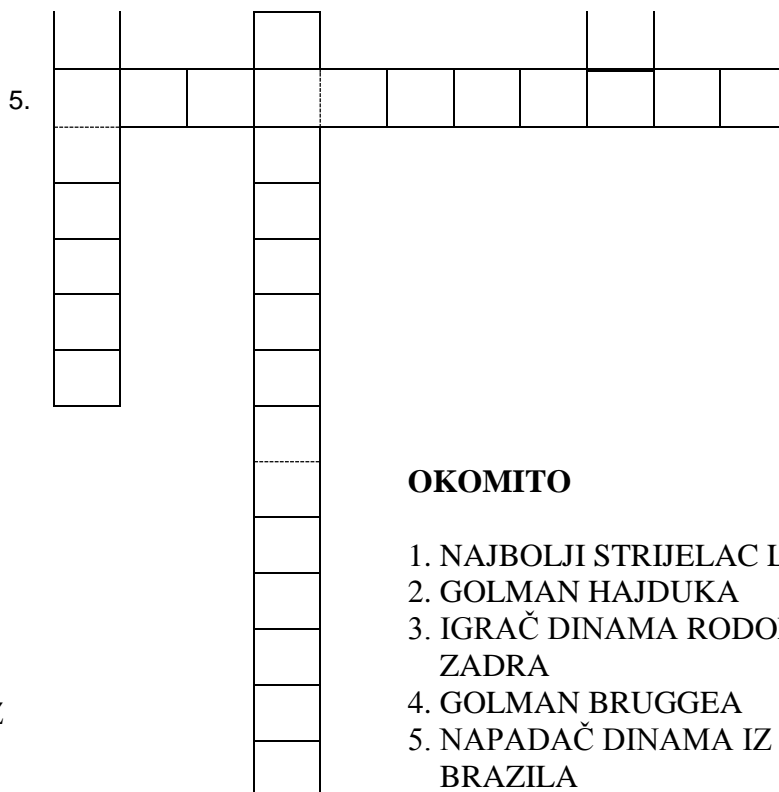 5.
OKOMITO
1. NAJBOLJI STRIJELAC
2. GOLMAN HAJDUKA
3. IGRAČ DINAMA
ZADRA
4. GOLMAN BRUGGEA
5. NAPADAČ DINAMA IZ
BRAZILA